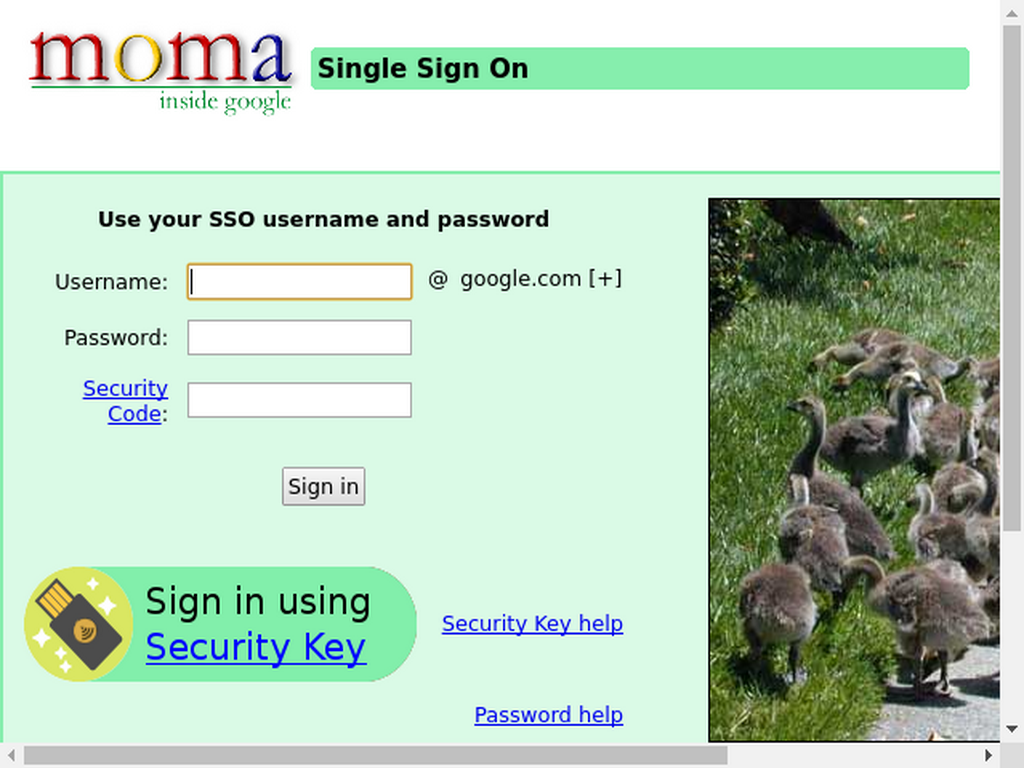 moma
inside google
Single Sign On
Use your SSO username and password
Username:
@ google.com [+]
Password:
Security
Code:
Sign in
Sign in using
Security Key
Security Key help
Password help